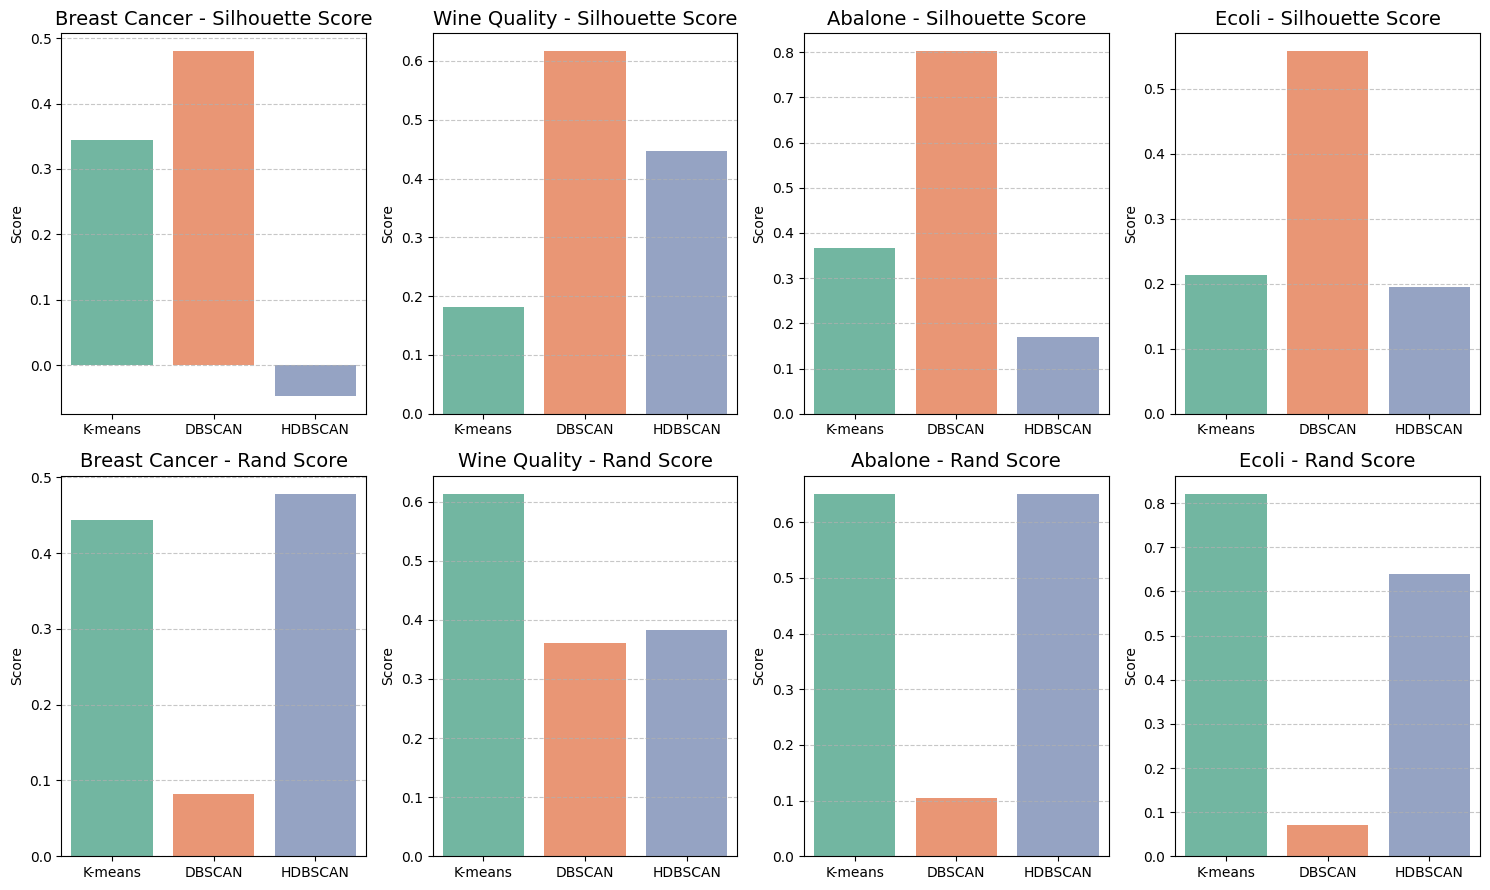 Breast Cancer - Silhouette Score
Score
0.5
0.4
0.3
0.2
0.1
0.0
K-means DBSCAN HDBSCAN
Wine Quality - Silhouette Score
Score
0.6
0.5
0.4
0.3
0.2
0.1
0.0
K-means DBSCAN HDBSCAN
Abalone - Silhouette Score
Score
0.8
0.7
0.6
0.5
0.4
0.3
0.2
0.1
0.0
K-means DBSCAN HDBSCAN
Ecoli - Silhouette Score
Score
0.5
0.4
0.3
0.2
0.1
0.0
K-means DBSCAN HDBSCAN
Breast Cancer - Rand Score
Score
0.5
0.4
0.3
0.2
0.1
0.0
K-means DBSCAN HDBSCAN
Wine Quality - Rand Score
Score
0.6
0.5
0.4
0.3
0.2
0.1
0.0
K-means DBSCAN HDBSCAN
Abalone - Rand Score
Score
0.6
0.5
0.4
0.3
0.2
0.1
0.0
K-means DBSCAN HDBSCAN
Ecoli - Rand Score
Score
0.8
0.7
0.6
0.5
0.4
0.3
0.2
0.1
0.0
K-means DBSCAN HDBSCAN